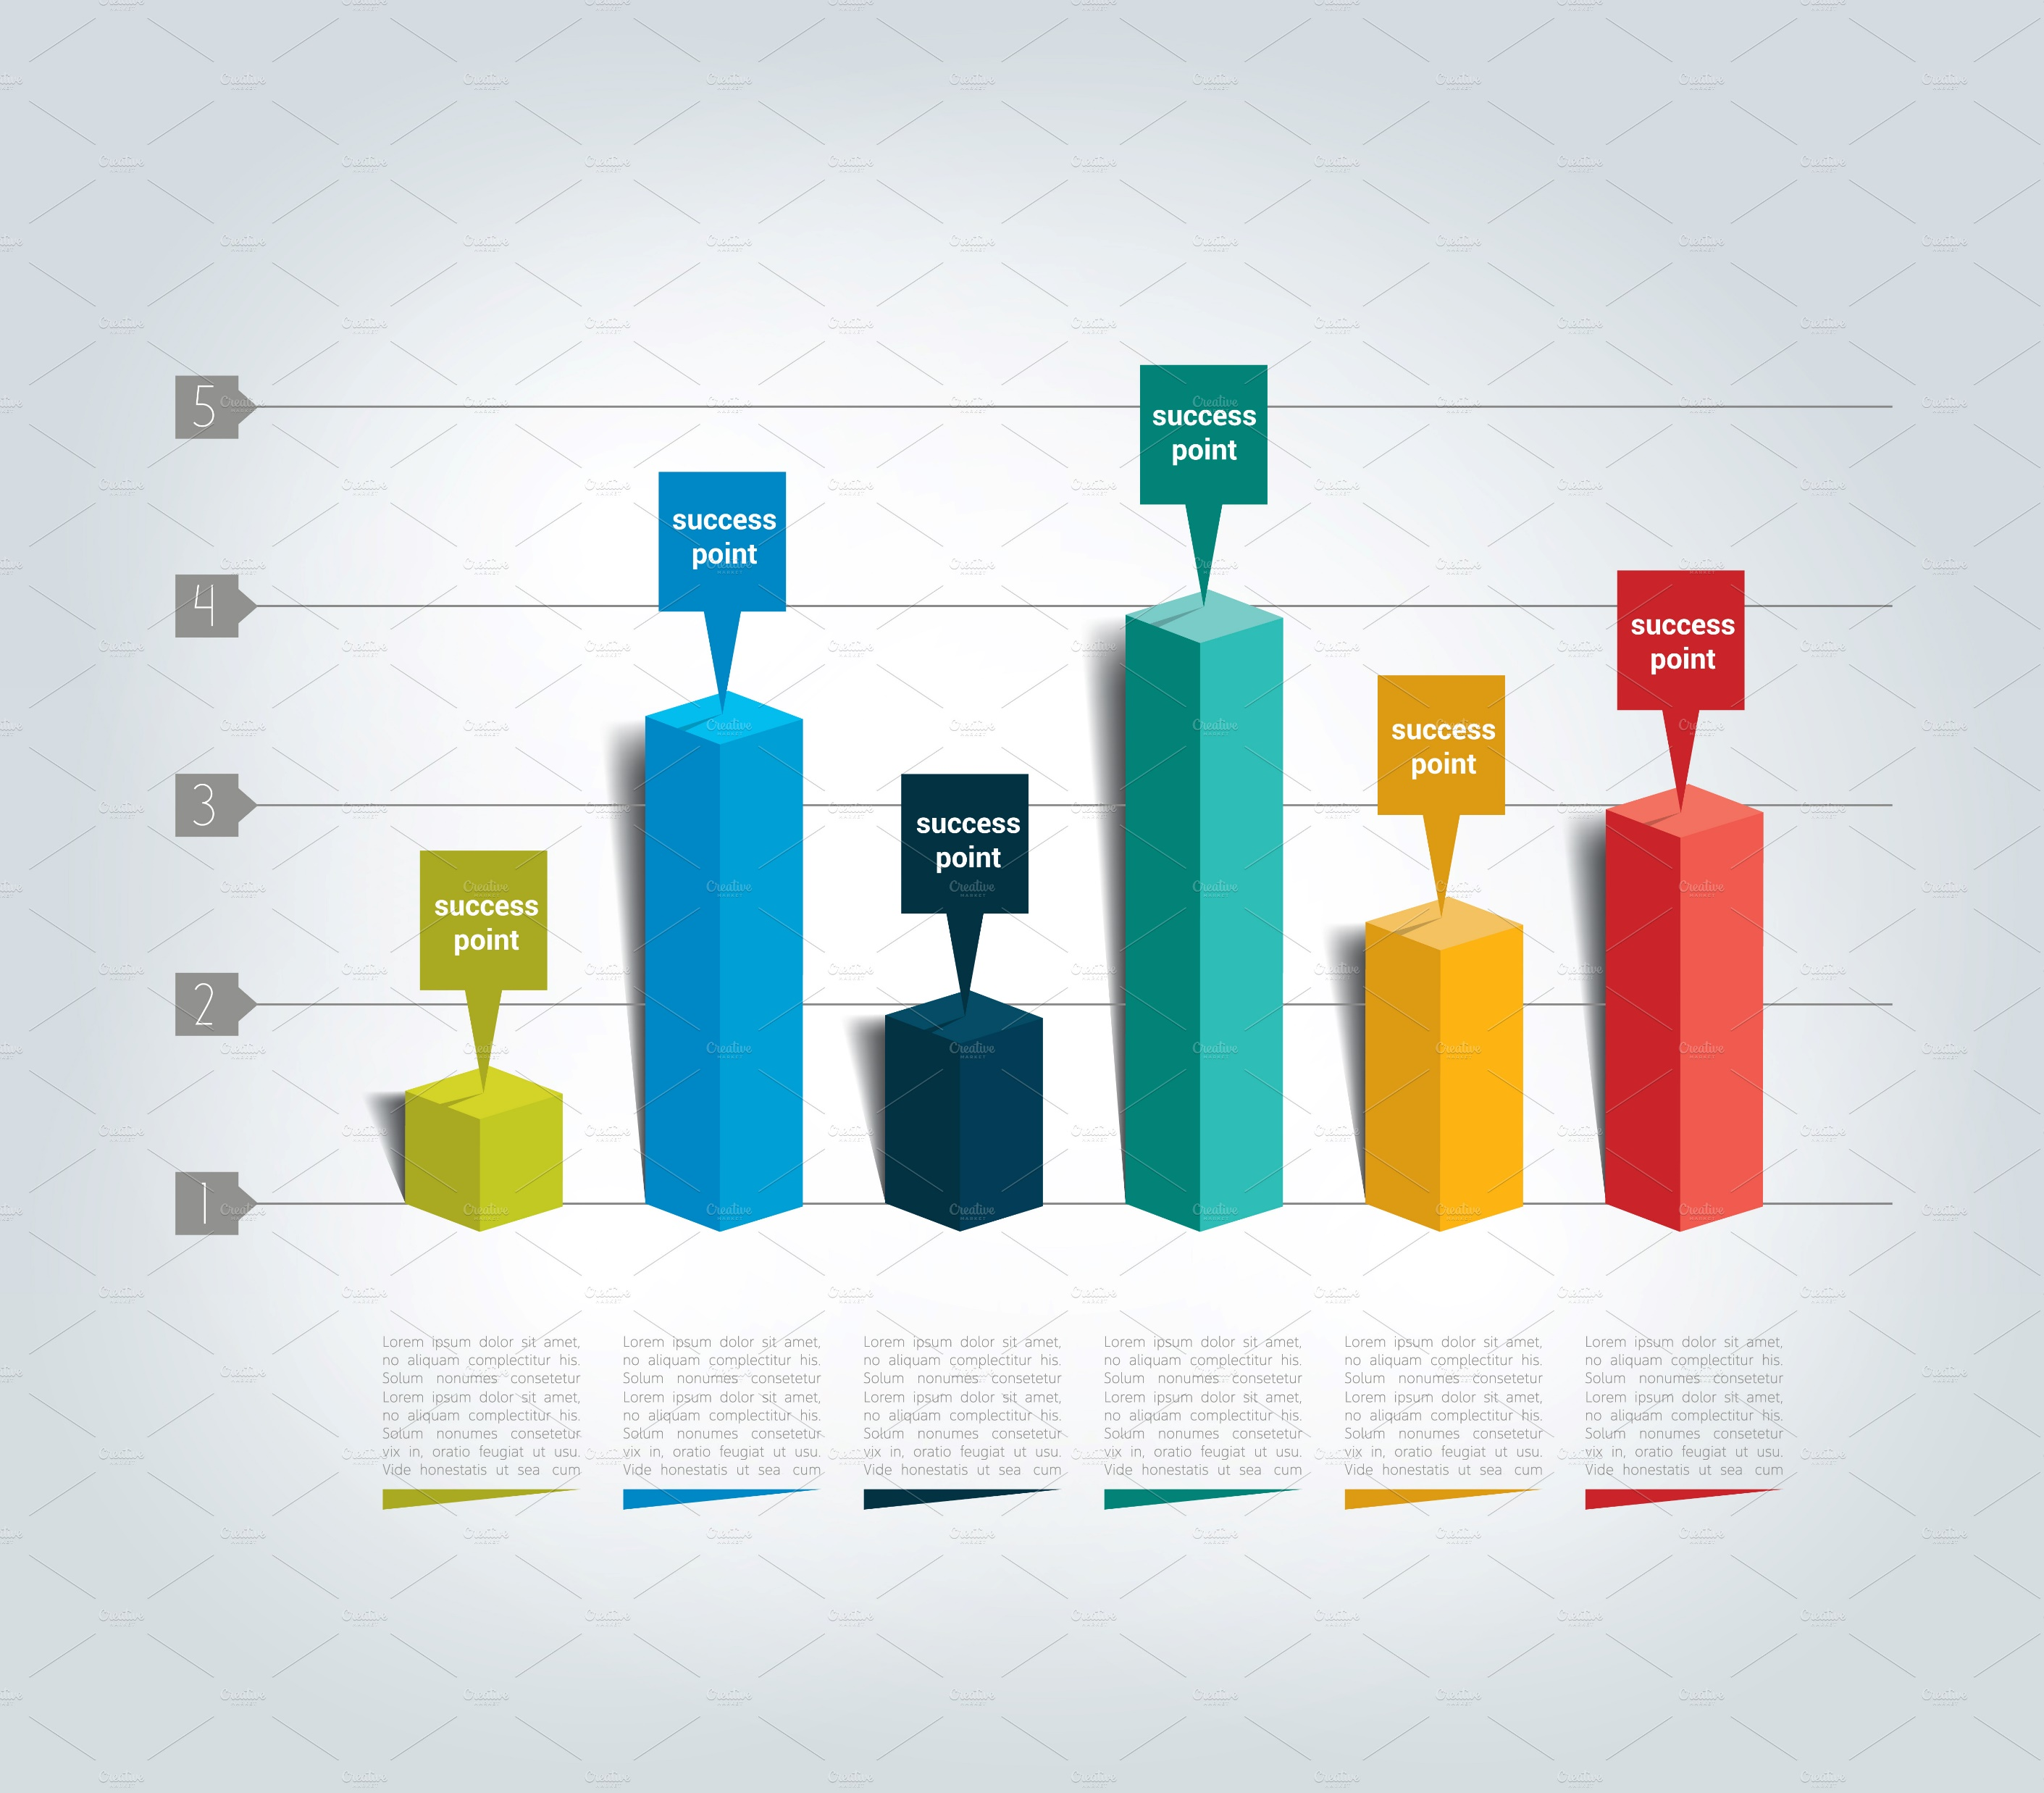 5
success
point
success
point
4
success
point
success
point
3
success
point
success
point
2
1
Lorem ipsum dolor sit amet,
no aliquam complectitur his.
Solum nonumes consetetur
Lorem ipsum dolor sit amet,
no aliquam complectitur his.
Solum nonumes consetetur
vix in, oratio feugiat ut usu.
Vide honestatis ut sea cum
Lorem ipsum dolor sit amet,
no aliquam complectitur his.
Solum nonumes consetetur
Lorem ipsum dolor sit amet,
no aliquam complectitur his.
Solum nonumes consetetur
vix in, oratio feugiat ut usu.
Vide honestatis ut sea cum
Lorem ipsum dolor sit amet,
no aliquam complectitur his.
Solum nonumes consetetur
Lorem ipsum dolor sit amet,
no aliquam complectitur his.
Solum nonumes consetetur
vix in, oratio feugiat ut usu.
Vide honestatis ut sea cum
Lorem ipsum dolor sit amet,
no aliquam complectitur his.
Solum nonumes consetetur
Lorem ipsum dolor sit amet,
no aliquam complectitur his.
Solum nonumes consetetur
vix in, oratio feugiat ut usu.
Vide honestatis ut sea cum
Lorem ipsum dolor sit amet,
no aliquam complectitur his.
Solum nonumes consetetur
Lorem ipsum dolor sit amet,
no aliquam complectitur his.
Solum nonumes consetetur
vix in, oratio feugiat ut usu.
Vide honestatis ut sea cum
Lorem ipsum dolor sit amet,
no aliquam complectitur his.
Solum nonumes consetetur
Lorem ipsum dolor sit amet,
no aliquam complectitur his.
Solum nonumes consetetur
vix in, oratio feugiat ut usu.
Vide honestatis ut sea cum
Creative
MARKET